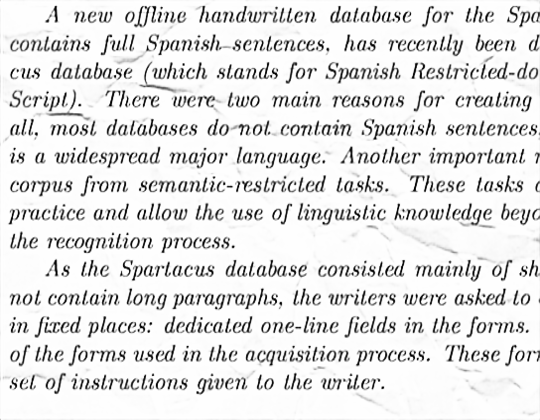 A new offline handwritten database for the Spa
contains full Spanish sentences, has recently been d
cus database (which stands for Spanish Restricted-do
Script). There were two main reasons for creating
all, most databases do not contain Spanish sentences,
is a widespread major language. Another important r
corpus from semantic-restricted tasks. These tasks a
practice and allow the use of linguistic knowledge beyo
the recognition process.
As the Spartacus database consisted mainly of sh
not contain long paragraphs, the writers were asked to
in fixed places: dedicated one-line fields in the forms.
of the forms used in the acquisition process. These for
set of instructions given to the writer.